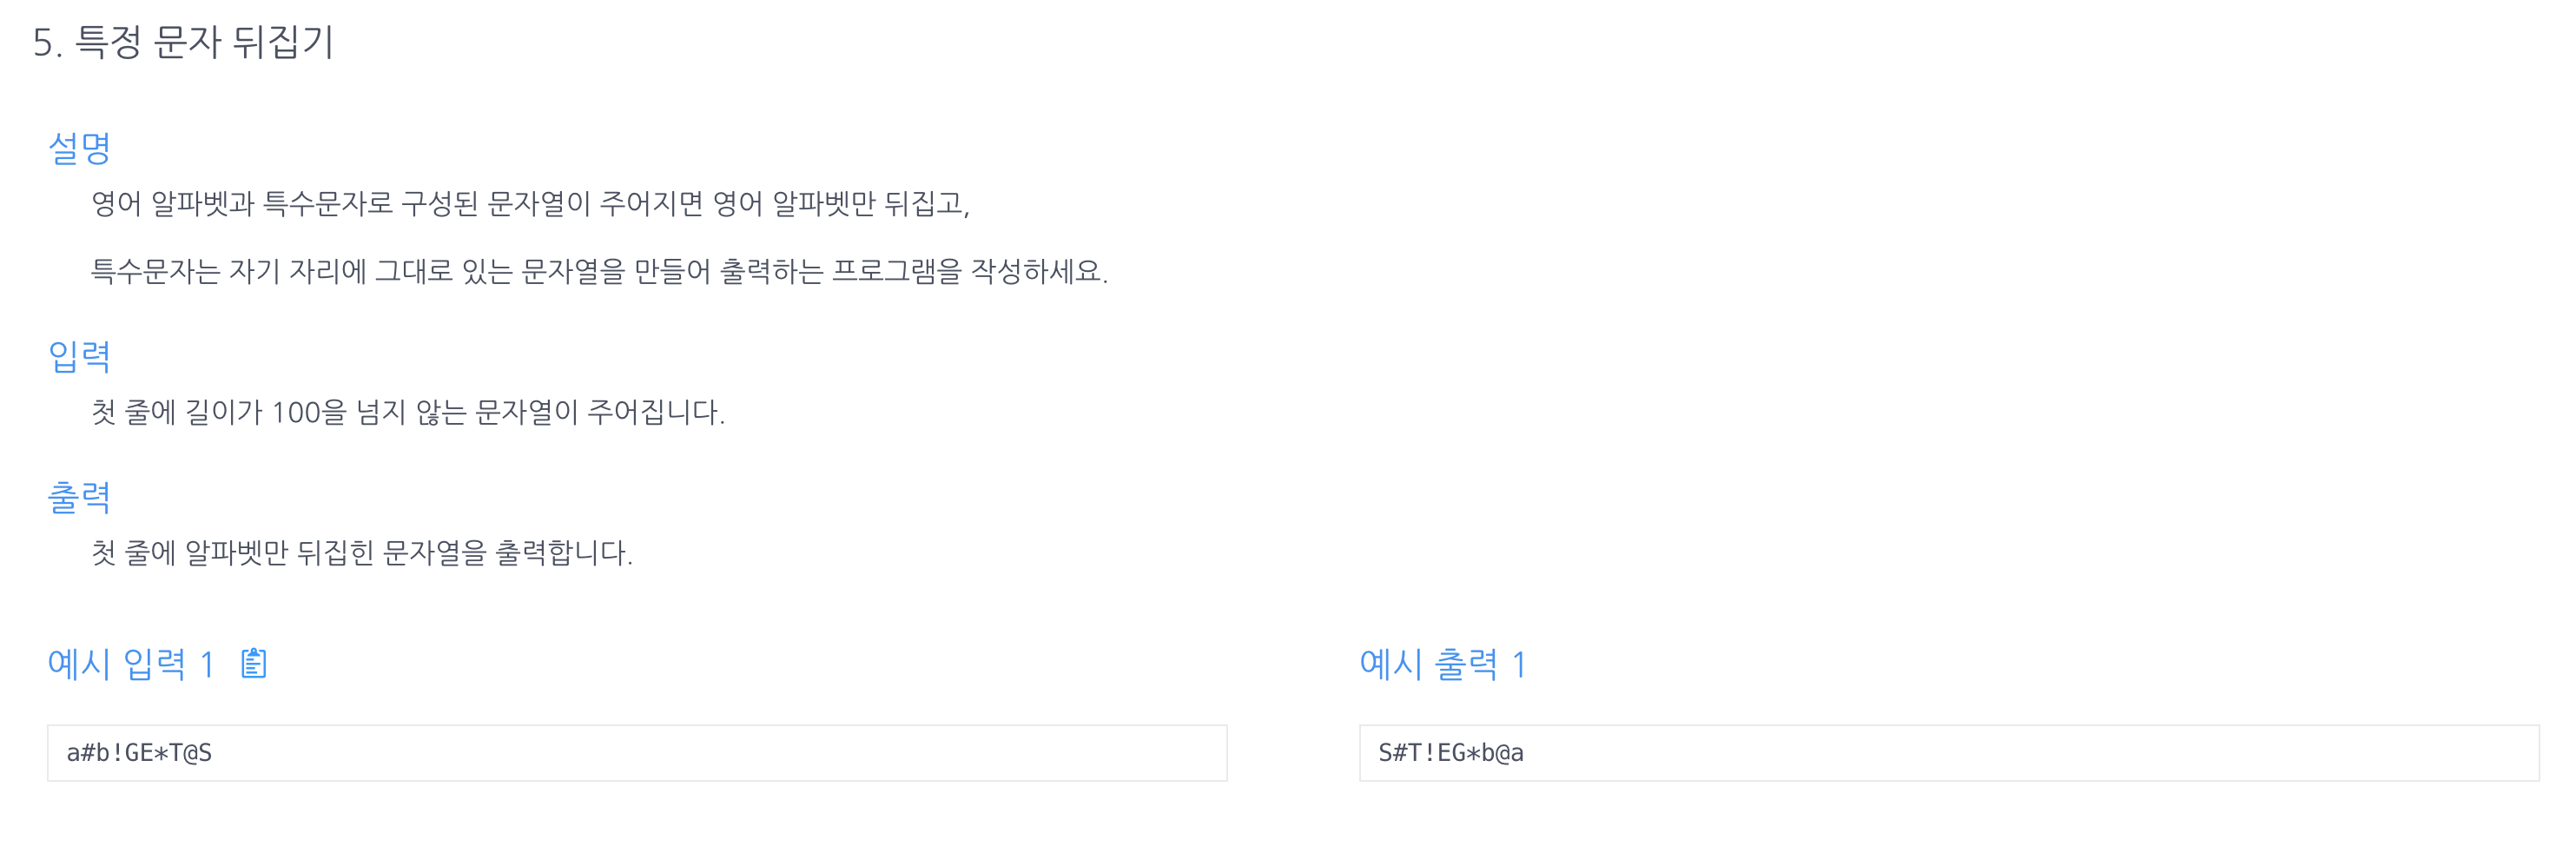 5. 특정 문자 뒤집기
설명
영어 알파벳과 특수문자로 구성된 문자열이 주어지면 영어 알파벳만 뒤집고,
특수문자는 자기 자리에 그대로 있는 문자열을 만들어 출력하는 프로그램을 작성하세요.
입력
첫 줄에 길이가 100을 넘지 않는 문자열이 주어집니다.
출력
첫 줄에 알파벳만 뒤집힌 문자열을 출력합니다.
예시 입력 1
a#b!GE*T@S
예시 출력 1
S#T!EG*b@a